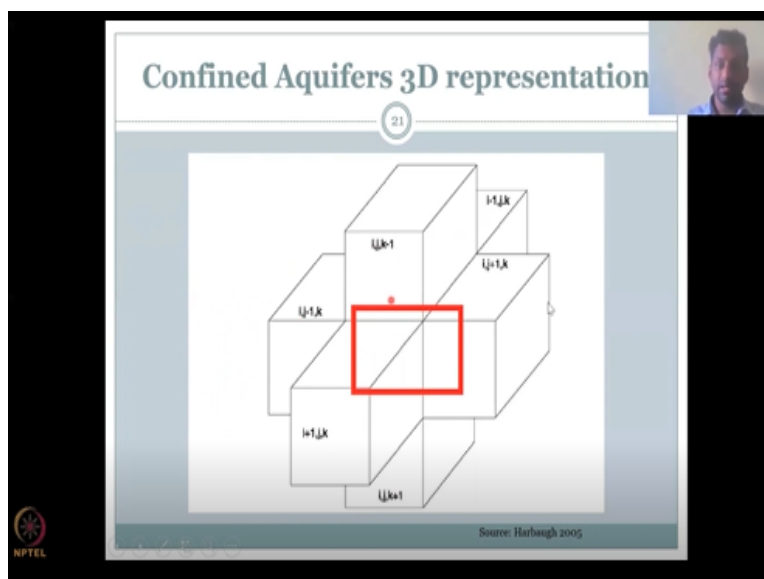 Confined Aquifers 3D representation
21
i-1,j,k
i,j,k-1
i,j+1,k
i,j-1,k
i+1,j,k
i,j,k+1
Source: Harbaugh 2005
NPTEL